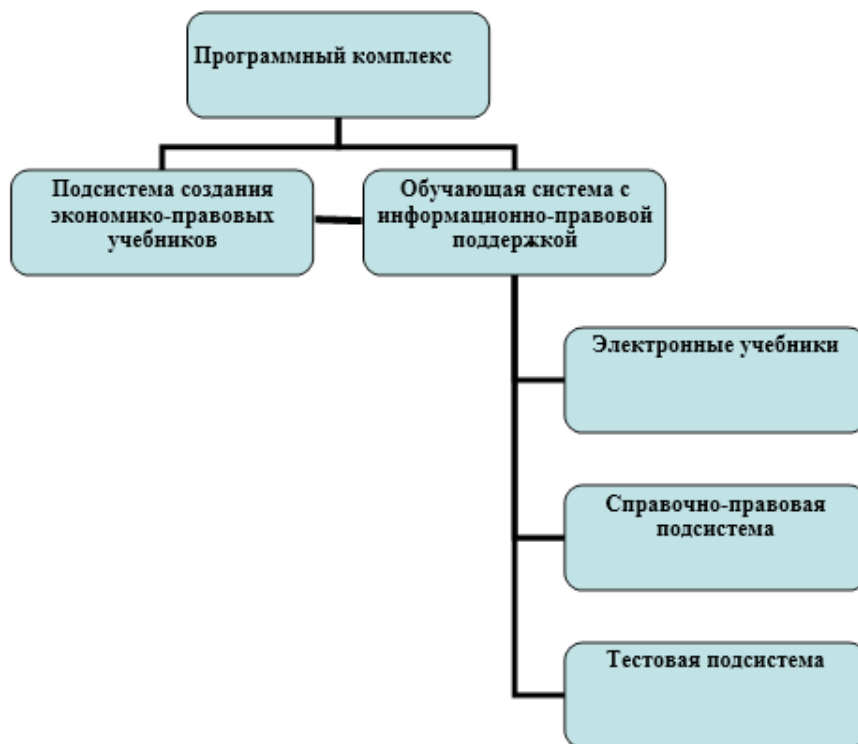 Программный комплекс
Подсистема создания
экономико-правовых
учебников
Обучающая система с
информационно-правовой
поддержкой
Электронные учебники
Справочно-правовая
подсистема
Тестовая подсистема